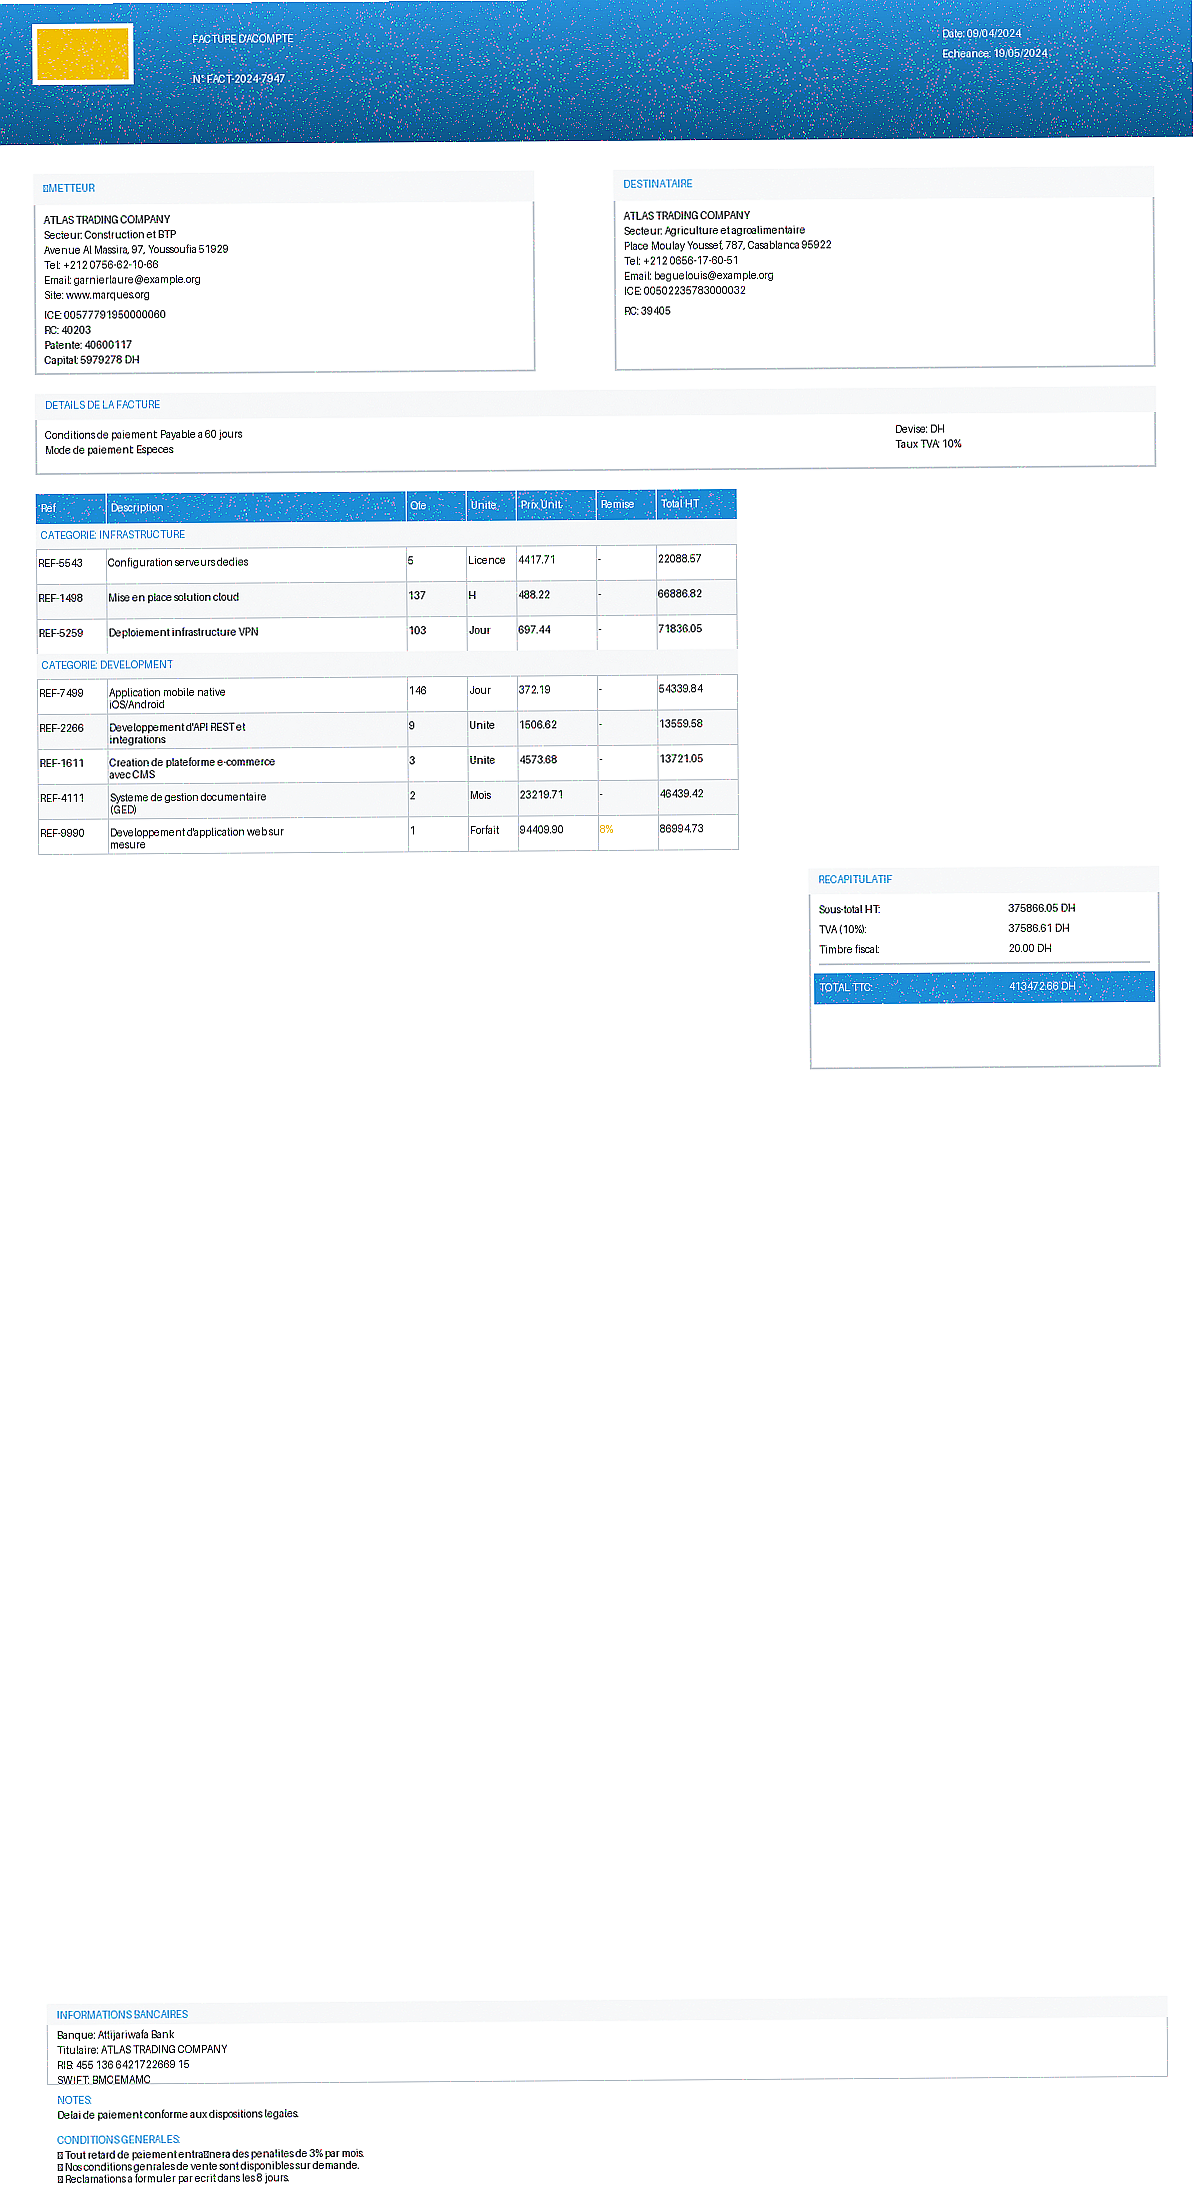 FACTURE D'ACOMPTE
N° FACT-2024-7947
Date: 09/04/2024
Echeance: 19/05/2024
METTEUR
ATLAS TRADING COMPANY
Secteur: Construction et BTP
Avenue Al Massira, 97, Youssoufia 51929
Tel: +212 0756-62-10-66
Email: garnierlaure@example.org
Site: www.marques.org
ICE: 00577791950000060
RC: 40203
Patente: 40600117
Capital: 5979278 DH
DESTINATAIRE
ATLAS TRADING COMPANY
Secteur: Agriculture et agroalimentaire
Place Moulay Youssef, 787, Casablanca 95922
Tel: +212 0656-17-60-51
Email: beguelouis@example.org
ICE: 00502235783000032
RC: 39405
DETAILS DE LA FACTURE
Conditions de paiement: Payable a 60 jours
Mode de paiement: Especes
Devise: DH
Taux TVA: 10%
Ref Description Qte Unite Prix Unit. Remise Total HT
CATEGORIE: INFRASTRUCTURE
REF-5543 Configuration serveurs dedies 5 Licence 4417.71 - 22088.57
REF-1498 Mise en place solution cloud 137 H 488.22 - 66886.82
REF-5259 Deploiement infrastructure VPN 103 Jour 697.44 - 71836.05
CATEGORIE: DEVELOPMENT
REF-7499 Application mobile native 146 Jour 372.19 - 54339.84
iOS/Android
REF-2266 Developpement d'API REST et 9 Unite 1506.62 - 13559.58
integrations
REF-1611 Creation de plateforme e-commerce 3 Unite 4573.68 - 13721.05
avec CMS
REF-4111 Systeme de gestion documentaire 2 Mois 23219.71 - 46439.42
(GED)
REF-9990 Developpement d'application web sur 1 Forfait 94409.90 8% 86994.73
mesure
RECAPITULATIF
Sous-total HT: 375866.05 DH
TVA (10%): 37586.61 DH
Timbre fiscal: 20.00 DH
TOTAL TTC: 413472.66 DH
INFORMATIONS BANCAIRES
Banque: Attijariwafa Bank
Titulaire: ATLAS TRADING COMPANY
RIB: 455 136 6421722669 15
SWIFT: BMCEMAMC
NOTES:
Delai de paiement conforme aux dispositions legales.
CONDITIONS GENERALES:
Tout retard de paiement entranera des penalites de 3% par mois.
Nos conditions genrales de vente sont disponibles sur demande.
Reclamations a formuler par ecrit dans les 8 jours.